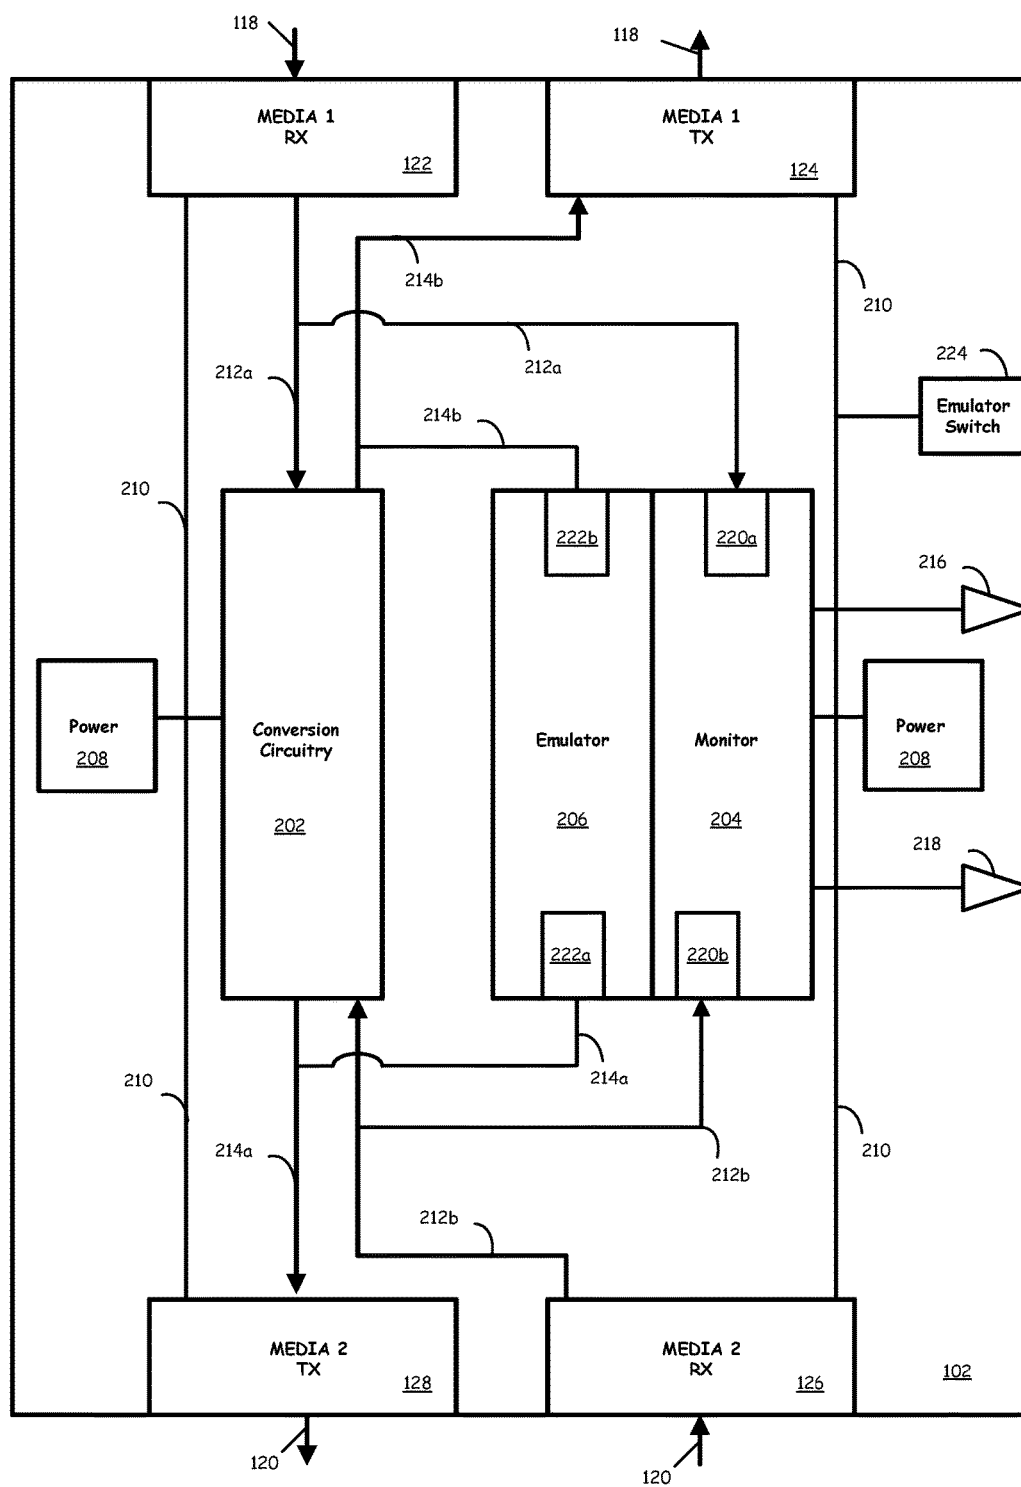 118
118
MEDIA 1
RX
122
MEDIA 1
TX
124
214b
210
212a
212a
224
Emulator
Switch
214b
210
222b
220a
216
Power
208
Conversion
Circuitry
202
Emulator
206
Monitor
204
Power
208
218
222a
220b
214a
210
214a
210
212b
212b
MEDIA 2
TX
128
MEDIA 2
RX
126
102
120
120